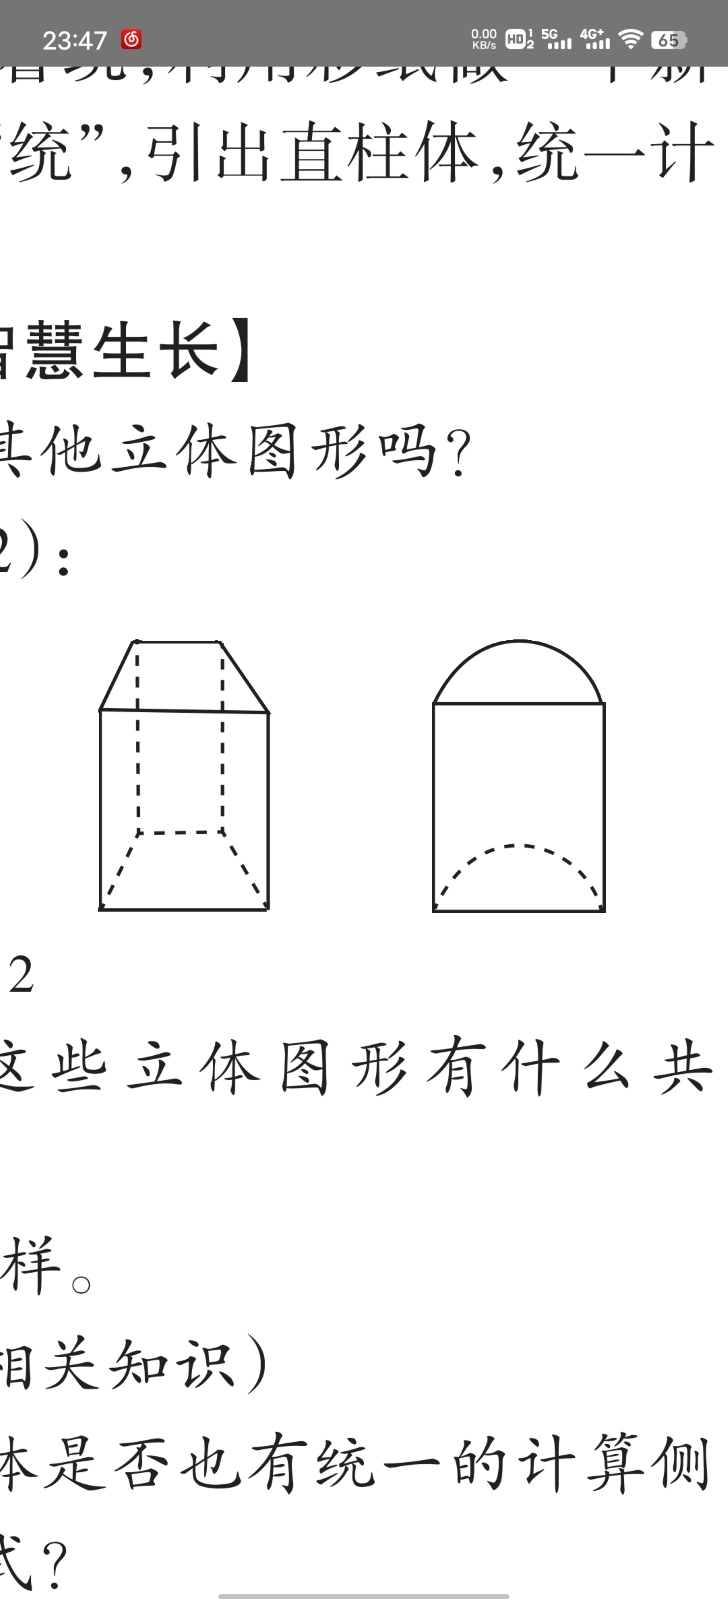 23:47
0.00 KB/s HD 1 2 5G 4G+ 65
统”,引出直柱体,统一计
智慧生长】
其他立体图形吗?
2):
2
这些立体图形有什么共
样。
相关知识)
体是否也有统一的计算侧
式?